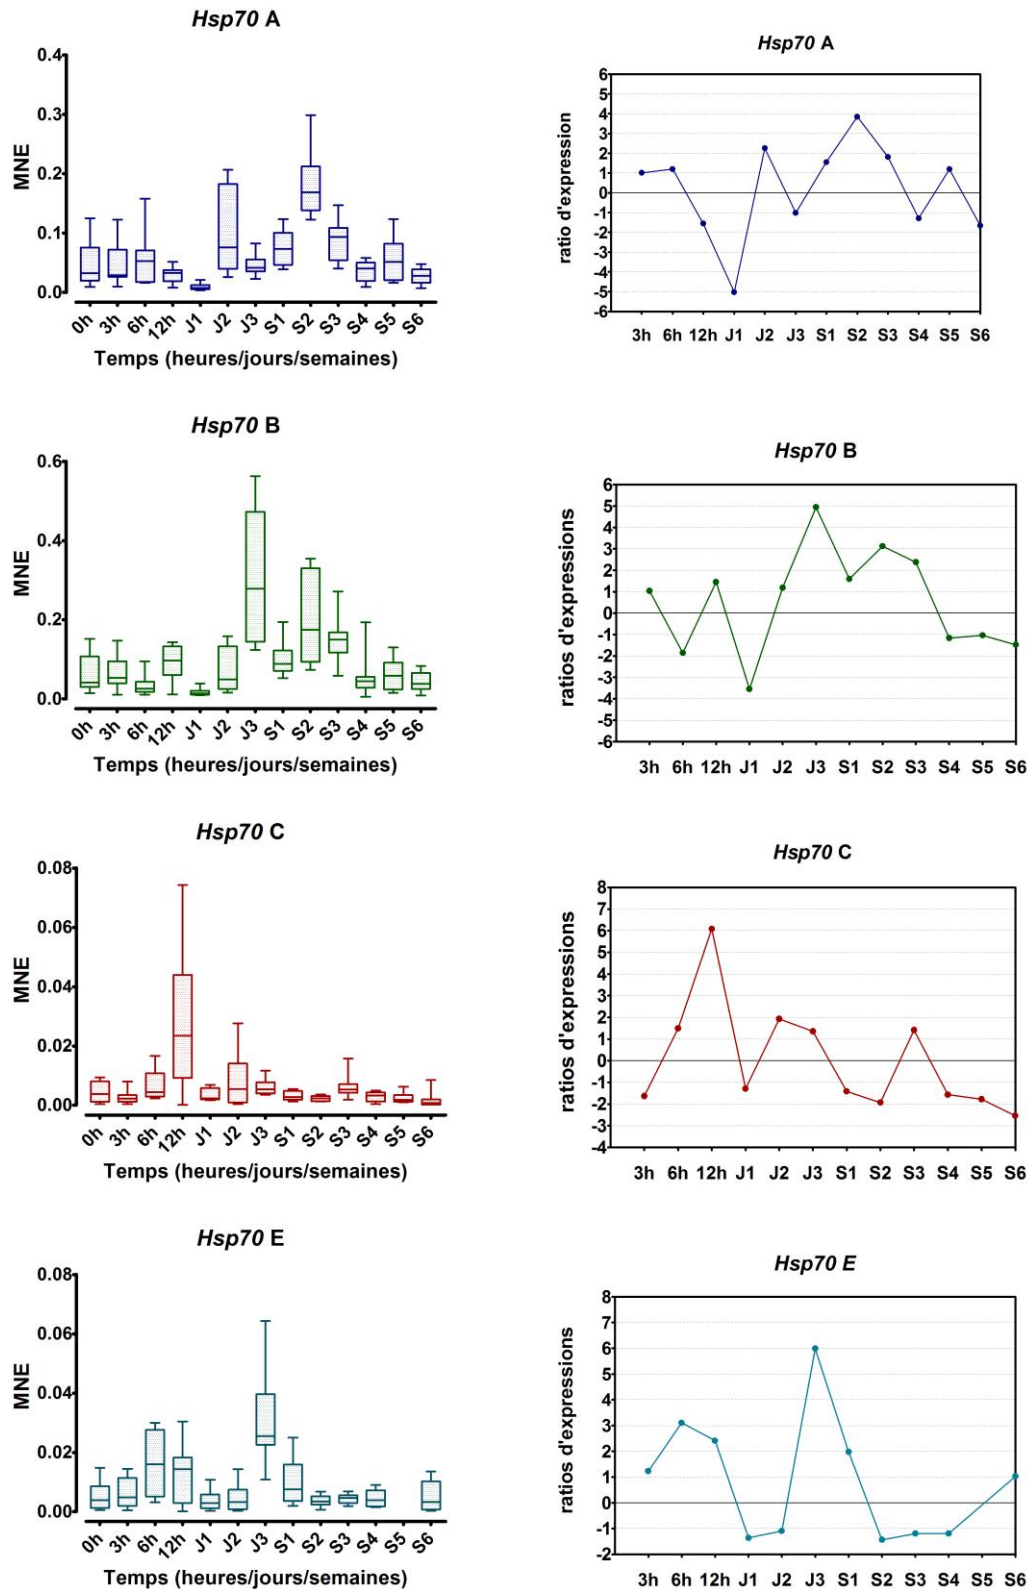 Hsp70 A
0.4
0.3
0.2
0.1
0.0
MNE
0h 3h 6h 12h J1 J2 J3 S1 S2 S3 S4 S5 S6
Temps (heures/jours/semaines)
Hsp70 A
6
5
4
3
2
1
0
-1
-2
-3
-4
-5
-6
ratio d'expression
3h 6h 12h J1 J2 J3 S1 S2 S3 S4 S5 S6
Hsp70 B
0.6
0.4
0.2
0.0
MNE
0h 3h 6h 12h J1 J2 J3 S1 S2 S3 S4 S5 S6
Temps (heures/jours/semaines)
Hsp70 B
6
5
4
3
2
1
0
-1
-2
-3
-4
-5
-6
ratios d'expressions
3h 6h 12h J1 J2 J3 S1 S2 S3 S4 S5 S6
Hsp70 C
0.08
0.06
0.04
0.02
0.00
MNE
0h 3h 6h 12h J1 J2 J3 S1 S2 S3 S4 S5 S6
Temps (heures/jours/semaines)
Hsp70 C
8
7
6
5
4
3
2
1
0
-1
-2
-3
-4
ratios d'expressions
3h 6h 12h J1 J2 J3 S1 S2 S3 S4 S5 S6
Hsp70 E
0.08
0.06
0.04
0.02
0.00
MNE
0h 3h 6h 12h J1 J2 J3 S1 S2 S3 S4 S5 S6
Temps (heures/jours/semaines)
Hsp70 E
8
7
6
5
4
3
2
1
0
-1
-2
ratios d'expressions
3h 6h 12h J1 J2 J3 S1 S2 S3 S4 S5 S6